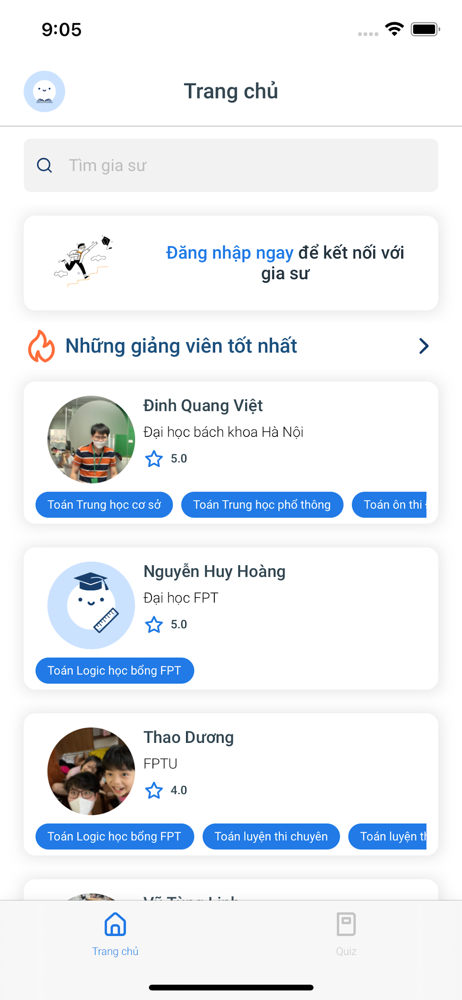 9:05
Trang chủ
Tìm gia sư
Đăng nhập ngay để kết nối với
gia sư
Những giảng viên tốt nhất
Đinh Quang Việt
Đại học bách khoa Hà Nội
5.0
Toán Trung học cơ sở Toán Trung học phổ thông Toán ôn thi
Nguyễn Huy Hoàng
Đại học FPT
5.0
Toán Logic học bổng FPT
Thao Dương
FPTU
4.0
Toán Logic học bổng FPT Toán luyện thi chuyên Toán luyện
Trang chủ Quiz